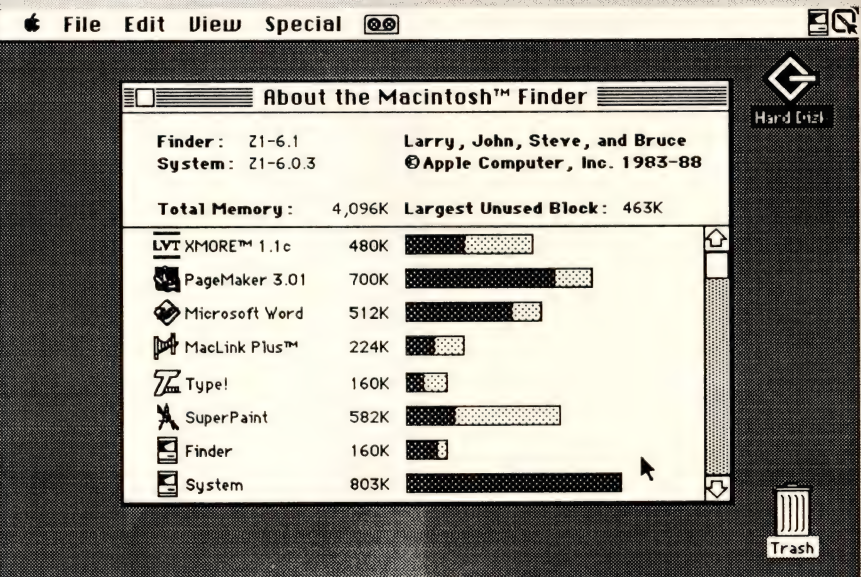 File Edit View Special
About the Macintosh™ Finder
Hard Disk
Finder: Z1-6.1 Larry, John, Steve, and Bruce
System: Z1-6.0.3 ©Apple Computer, Inc. 1983-88
Total Memory: 4,096K Largest Unused Block: 463K
LVT XMORE™ 1.1c 480K
PageMaker 3.01 700K
Microsoft Word 512K
MacLink Plus™ 224K
Type! 160K
SuperPaint 582K
Finder 160K
System 803K
Trash